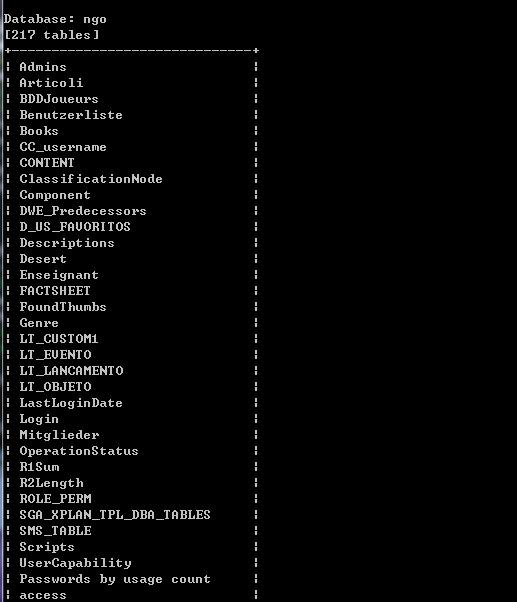 Database: ngo
[217 tables]
+------------------------------+
¦ Admins ¦
¦ Articoli ¦
¦ BDDJoueurs ¦
¦ Benutzerliste ¦
¦ Books ¦
¦ CC_username ¦
¦ CONTENT ¦
¦ ClassificationNode ¦
¦ Component ¦
¦ DWE_Predecessors ¦
¦ D_US_FAVORITOS ¦
¦ Descriptions ¦
¦ Desert ¦
¦ Enseignant ¦
¦ FACTSHEET ¦
¦ FoundThumbs ¦
¦ Genre ¦
¦ LT_CUSTOM1 ¦
¦ LT_EVENTO ¦
¦ LT_LANCAMENTO ¦
¦ LT_OBJETO ¦
¦ LastLoginDate ¦
¦ Login ¦
¦ Mitglieder ¦
¦ OperationStatus ¦
¦ R1Sum ¦
¦ R2Length ¦
¦ ROLE_PERM ¦
¦ SGA_XPLAN_TPL_DBA_TABLES ¦
¦ SMS_TABLE ¦
¦ Scripts ¦
¦ UserCapability ¦
¦ Passwords by usage count ¦
¦ access ¦